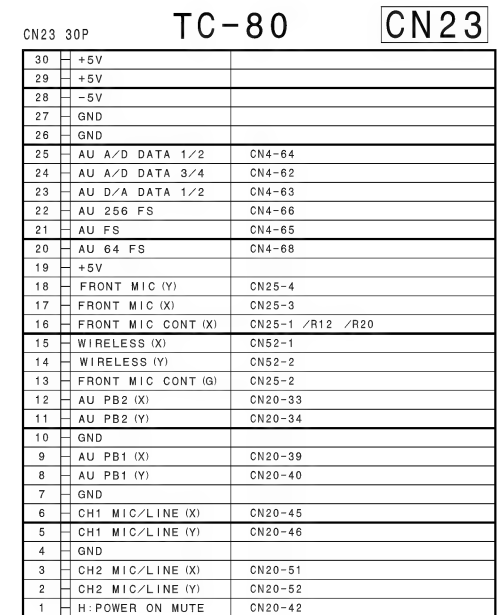 CN23 30P TC-80 CN23
30 +5V
29 +5V
28 -5V
27 GND
26 GND
25 AU A/D DATA 1/2 CN4-64
24 AU A/D DATA 3/4 CN4-62
23 AU D/A DATA 1/2 CN4-63
22 AU 256 FS CN4-66
21 AU FS CN4-65
20 AU 64 FS CN4-68
19 +5V
18 FRONT MIC (Y) CN25-4
17 FRONT MIC (X) CN25-3
16 FRONT MIC CONT (X) CN25-1 /R12 /R20
15 WIRELESS (X) CN52-1
14 WIRELESS (Y) CN52-2
13 FRONT MIC CONT (G) CN25-2
12 AU PB2 (X) CN20-33
11 AU PB2 (Y) CN20-34
10 GND
9 AU PB1 (X) CN20-39
8 AU PB1 (Y) CN20-40
7 GND
6 CH1 MIC/LINE (X) CN20-45
5 CH1 MIC/LINE (Y) CN20-46
4 GND
3 CH2 MIC/LINE (X) CN20-51
2 CH2 MIC/LINE (Y) CN20-52
1 H:POWER ON MUTE CN20-42